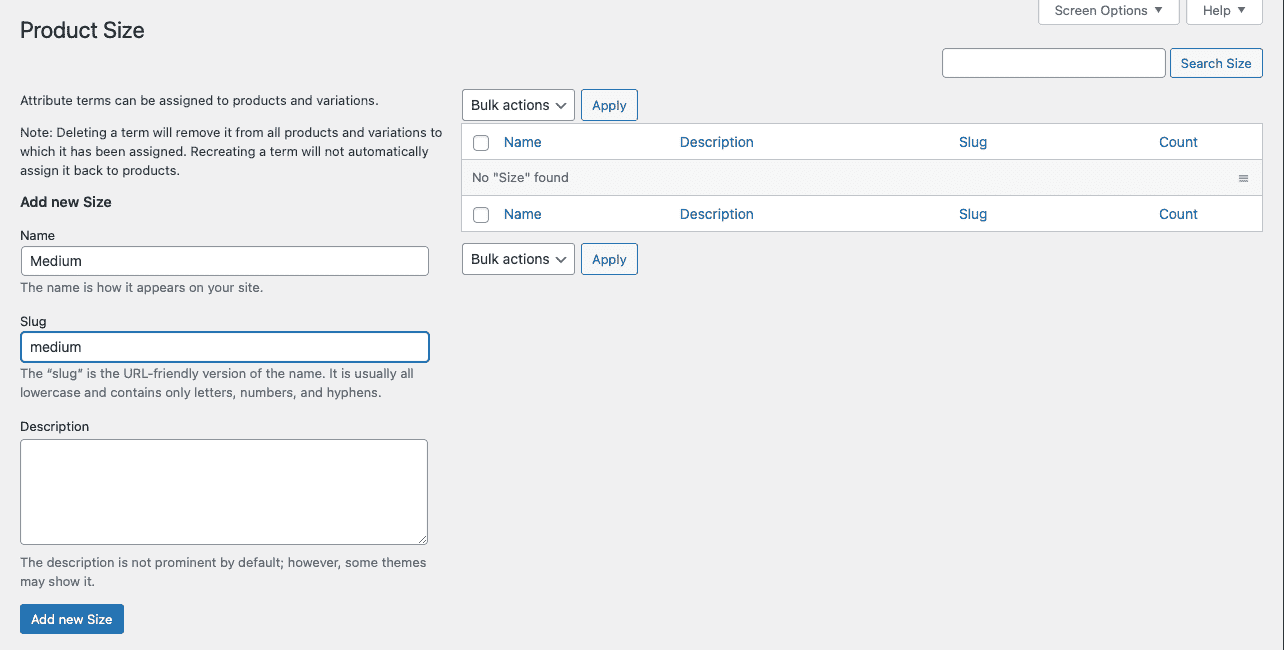 Product Size
Screen Options ▼
Help ▼
Search Size
Attribute terms can be assigned to products and variations.
Note: Deleting a term will remove it from all products and variations to
which it has been assigned. Recreating a term will not automatically
assign it back to products.
Add new Size
Name
Medium
The name is how it appears on your site.
Slug
medium
The “slug” is the URL-friendly version of the name. It is usually all
lowercase and contains only letters, numbers, and hyphens.
Description
The description is not prominent by default; however, some themes
may show it.
Add new Size
Bulk actions
Apply
Name Description Slug Count
No "Size" found
Name Description Slug Count
Bulk actions
Apply